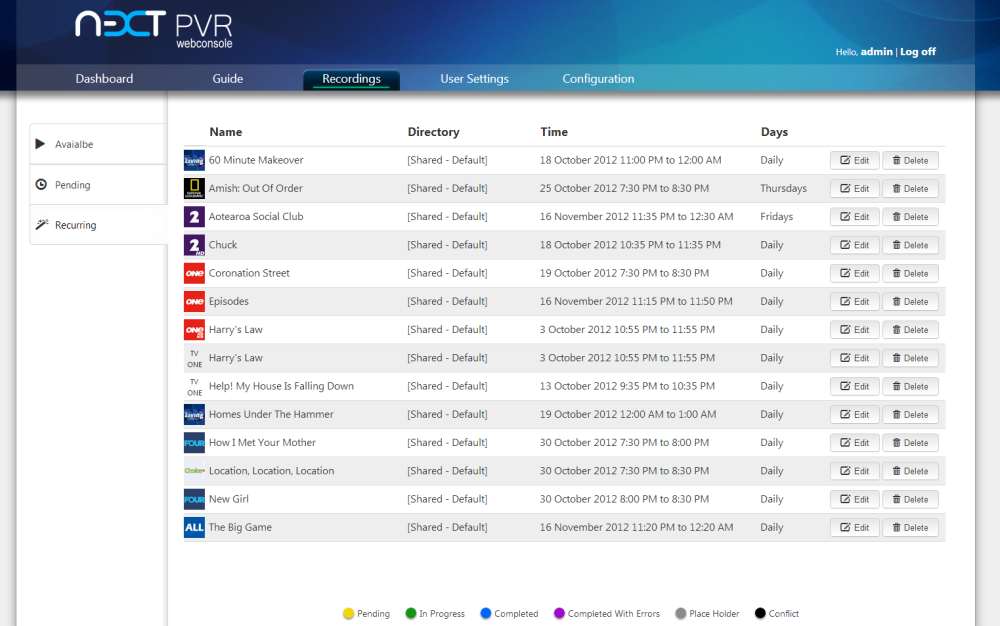 NEXT PVR
webconsole
Hello, admin | Log off
Dashboard Guide Recordings User Settings Configuration
Avaialbe
Pending
Recurring
Name Directory Time Days
60 Minute Makeover [Shared - Default] 18 October 2012 11:00 PM to 12:00 AM Daily Edit Delete
Amish: Out Of Order [Shared - Default] 25 October 2012 7:30 PM to 8:30 PM Thursdays Edit Delete
2 Aotearoa Social Club [Shared - Default] 16 November 2012 11:35 PM to 12:30 AM Fridays Edit Delete
2 HD Chuck [Shared - Default] 18 October 2012 10:35 PM to 11:35 PM Daily Edit Delete
ONE Coronation Street [Shared - Default] 19 October 2012 7:30 PM to 8:30 PM Daily Edit Delete
ONE Episodes [Shared - Default] 16 November 2012 11:15 PM to 11:50 PM Daily Edit Delete
ONE Harry's Law [Shared - Default] 3 October 2012 10:55 PM to 11:55 PM Daily Edit Delete
TV ONE Harry's Law [Shared - Default] 3 October 2012 10:55 PM to 11:55 PM Daily Edit Delete
TV ONE Help! My House Is Falling Down [Shared - Default] 13 October 2012 9:35 PM to 10:35 PM Daily Edit Delete
living Homes Under The Hammer [Shared - Default] 19 October 2012 12:00 AM to 1:00 AM Daily Edit Delete
FOUR How I Met Your Mother [Shared - Default] 30 October 2012 7:30 PM to 8:00 PM Daily Edit Delete
Location, Location, Location [Shared - Default] 30 October 2012 7:30 PM to 8:30 PM Daily Edit Delete
FOUR New Girl [Shared - Default] 30 October 2012 8:00 PM to 8:30 PM Daily Edit Delete
ALL The Big Game [Shared - Default] 16 November 2012 11:20 PM to 12:20 AM Daily Edit Delete
Pending In Progress Completed Completed With Errors Place Holder Conflict